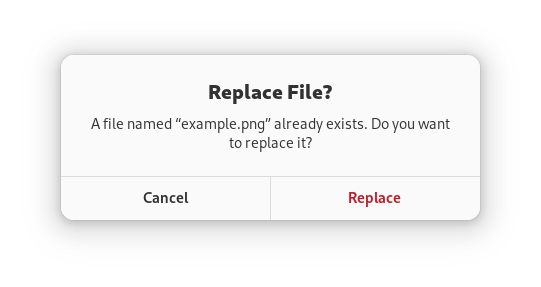 Replace File?
A file named “example.png” already exists. Do you want
to replace it?
Cancel
Replace